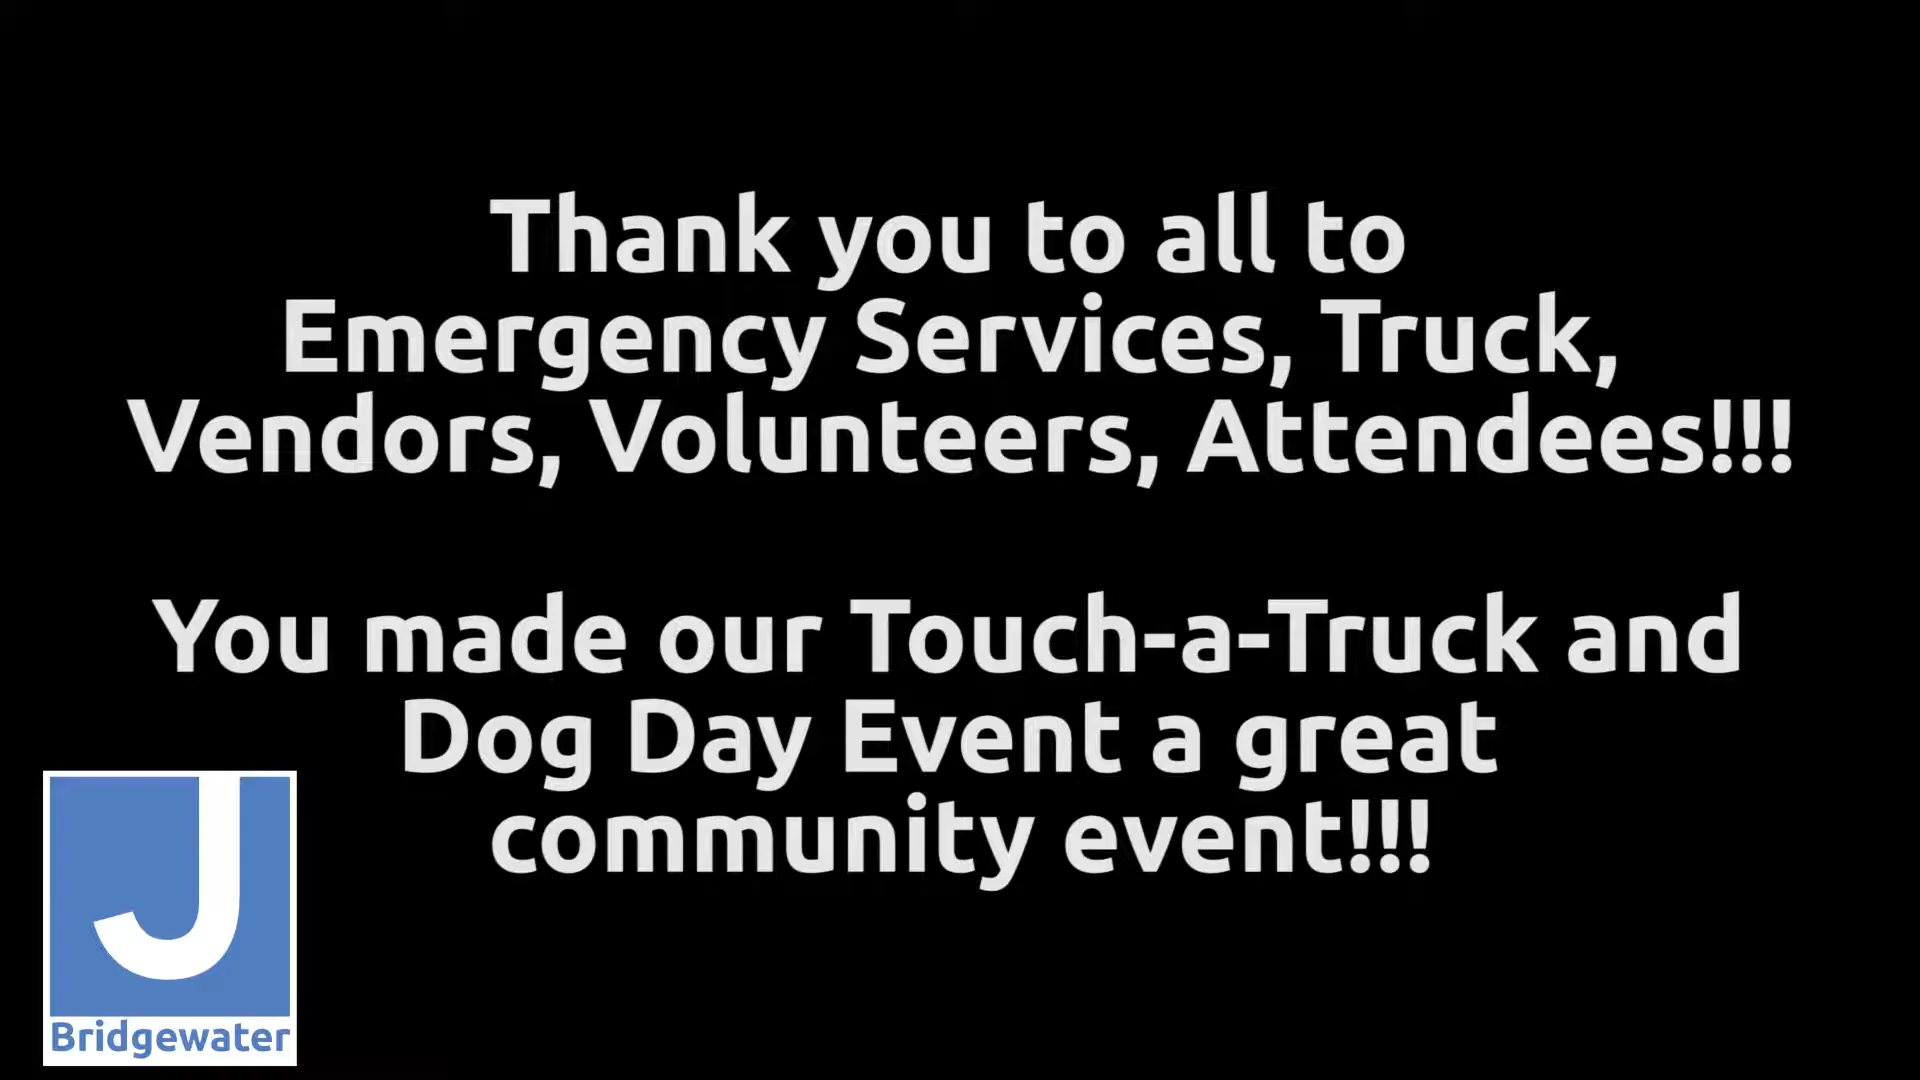 Thank you to all to
Emergency Services, Truck,
Vendors, Volunteers, Attendees!!!
You made our Touch-a-Truck and
Dog Day Event a great
community event!!!
J
Bridgewater